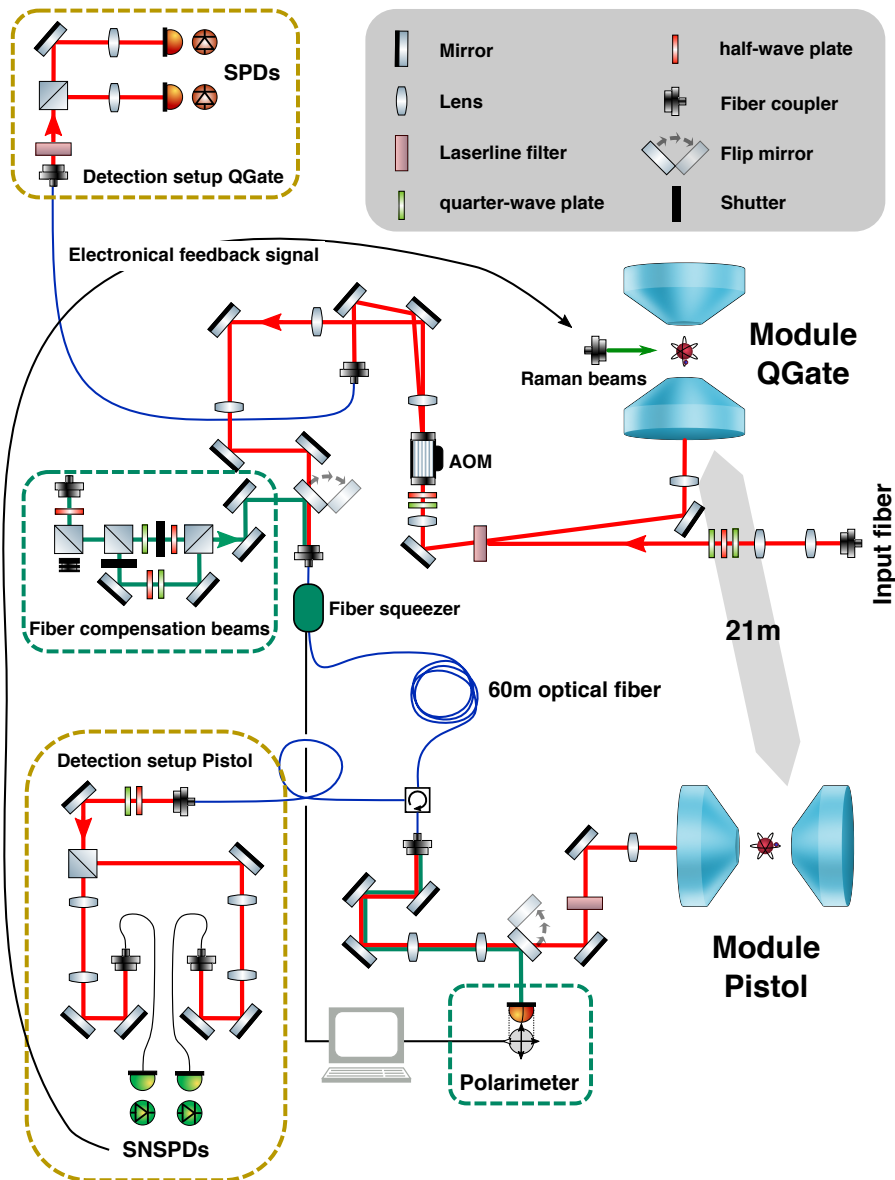 SPDs
Detection setup QGate
Mirror
Lens
Laserline filter
quarter-wave plate
half-wave plate
Fiber coupler
Flip mirror
Shutter
Electronical feedback signal
Module
QGate
Raman beams
AOM
Input fiber
Fiber compensation beams
Fiber squeezer
21m
60m optical fiber
Detection setup Pistol
Module
Pistol
Polarimeter
SNSPDs